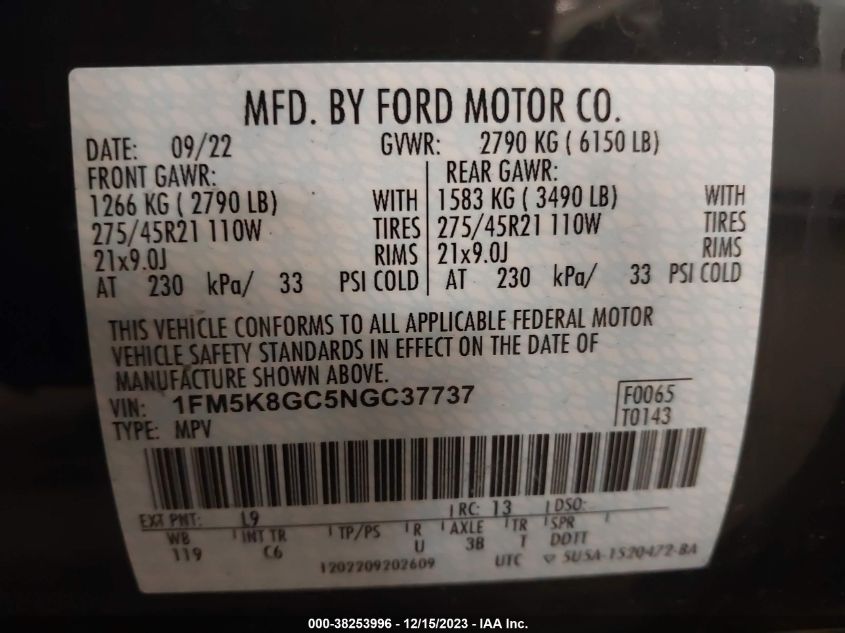 MFD. BY FORD MOTOR CO.
DATE: 09/22 GVWR: 2790 KG ( 6150 LB)
FRONT GAWR: REAR GAWR:
1266 KG ( 2790 LB) WITH 1583 KG ( 3490 LB) WITH
275/45R21 110W TIRES 275/45R21 110W TIRES
21x9.0J RIMS 21x9.0J RIMS
AT 230 kPa/ 33 PSI COLD AT 230 kPa/ 33 PSI COLD
THIS VEHICLE CONFORMS TO ALL APPLICABLE FEDERAL MOTOR
VEHICLE SAFETY STANDARDS IN EFFECT ON THE DATE OF
MANUFACTURE SHOWN ABOVE.
VIN: 1FM5K8GC5NGC37737 F0065
TYPE: MPV T0143
EXT PNT: L9 RC: 13 DSO:
WB INT TR TP/PS R AXLE TR SPR
119 C6 U 3B T DDTT
1202209202609 UTC SU5A-1520472-BA
000-38253996 - 12/15/2023 - IAA Inc.